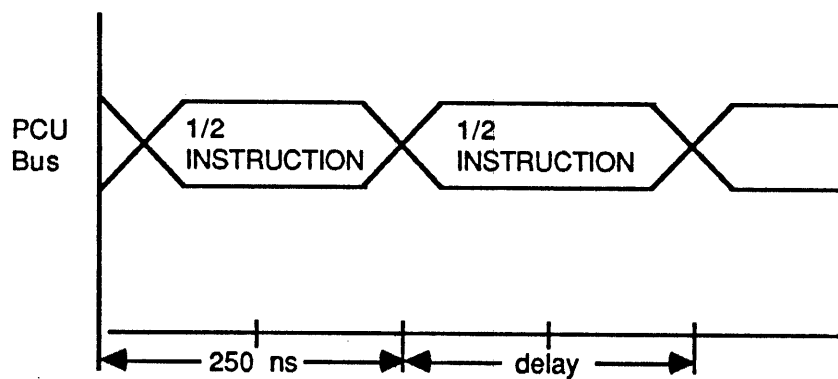 PCU
Bus
1/2
INSTRUCTION
1/2
INSTRUCTION
250 ns
delay